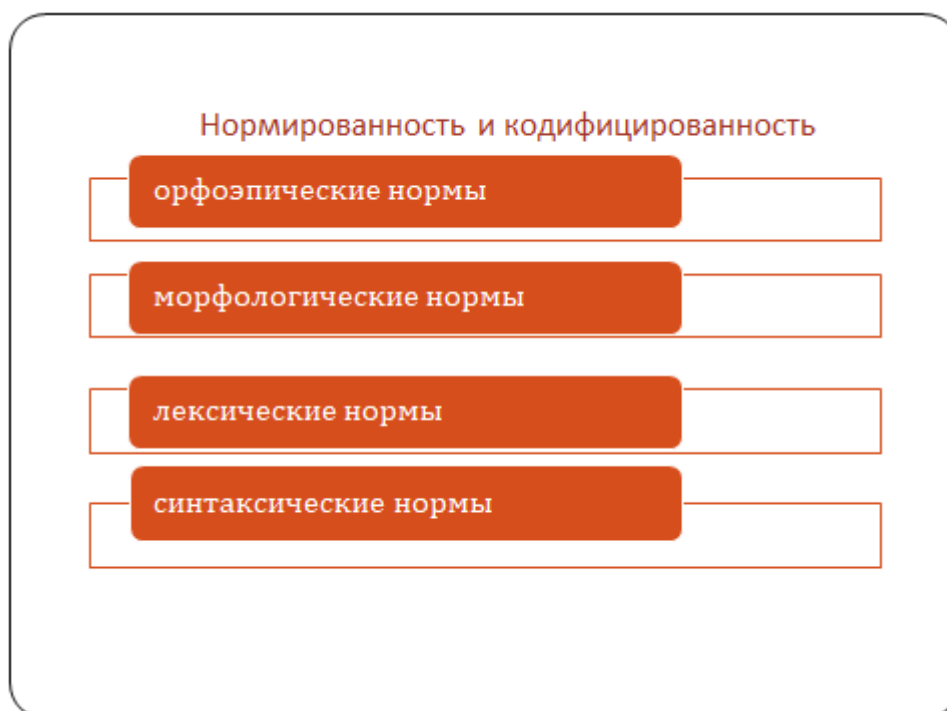 Нормированность и кодифицированность
орфоэпические нормы
морфологические нормы
лексические нормы
синтаксические нормы